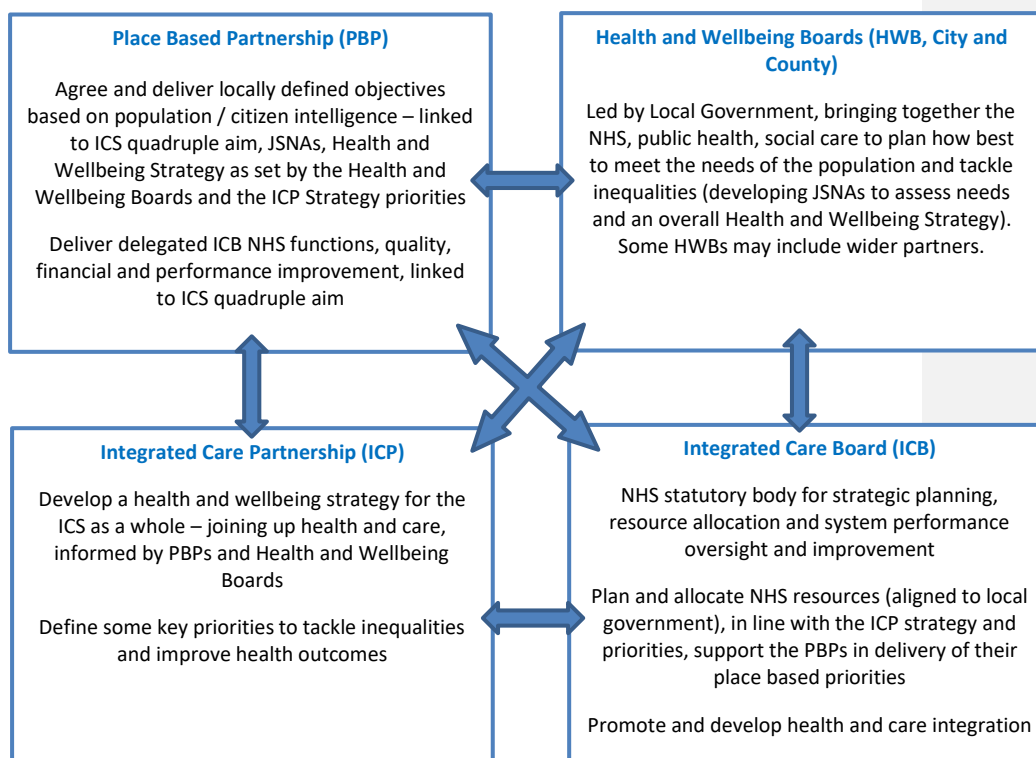 Place Based Partnership (PBP)
Agree and deliver locally defined objectives
based on population / citizen intelligence – linked
to ICS quadruple aim, JSNAs, Health and
Wellbeing Strategy as set by the Health and
Wellbeing Boards and the ICP Strategy priorities
Deliver delegated ICB NHS functions, quality,
financial and performance improvement, linked
to ICS quadruple aim
Health and Wellbeing Boards (HWB, City and
County)
Led by Local Government, bringing together the
NHS, public health, social care to plan how best
to meet the needs of the population and tackle
inequalities (developing JSNAs to assess needs
and an overall Health and Wellbeing Strategy).
Some HWBs may include wider partners.
Integrated Care Partnership (ICP)
Develop a health and wellbeing strategy for the
ICS as a whole – joining up health and care,
informed by PBPs and Health and Wellbeing
Boards
Define some key priorities to tackle inequalities
and improve health outcomes
Integrated Care Board (ICB)
NHS statutory body for strategic planning,
resource allocation and system performance
oversight and improvement
Plan and allocate NHS resources (aligned to local
government), in line with the ICP strategy and
priorities, support the PBPs in delivery of their
place based priorities
Promote and develop health and care integration